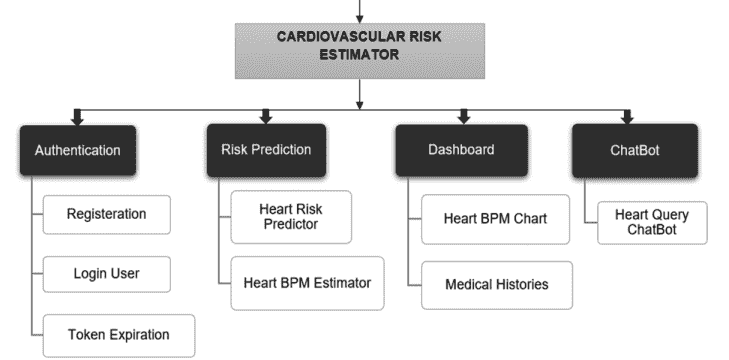 CARDIOVASCULAR RISK
ESTIMATOR
Authentication
Risk Prediction
Dashboard
ChatBot
Registeration
Login User
Token Expiration
Heart Risk
Predictor
Heart BPM Estimator
Heart BPM Chart
Medical Histories
Heart Query
ChatBot